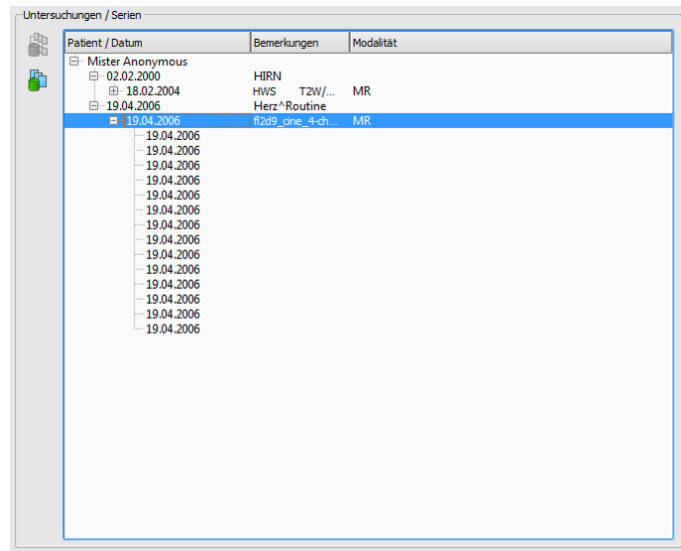 Untersuchungen / Serien
Patient / Datum Bemerkungen Modalität
Mister Anonymous
02.02.2000 HIRN
18.02.2004 HWS T2W/... MR
19.04.2006 Herz^Routine
19.04.2006 fl2d9_cine_4-ch... MR
19.04.2006
19.04.2006
19.04.2006
19.04.2006
19.04.2006
19.04.2006
19.04.2006
19.04.2006
19.04.2006
19.04.2006
19.04.2006
19.04.2006
19.04.2006
19.04.2006